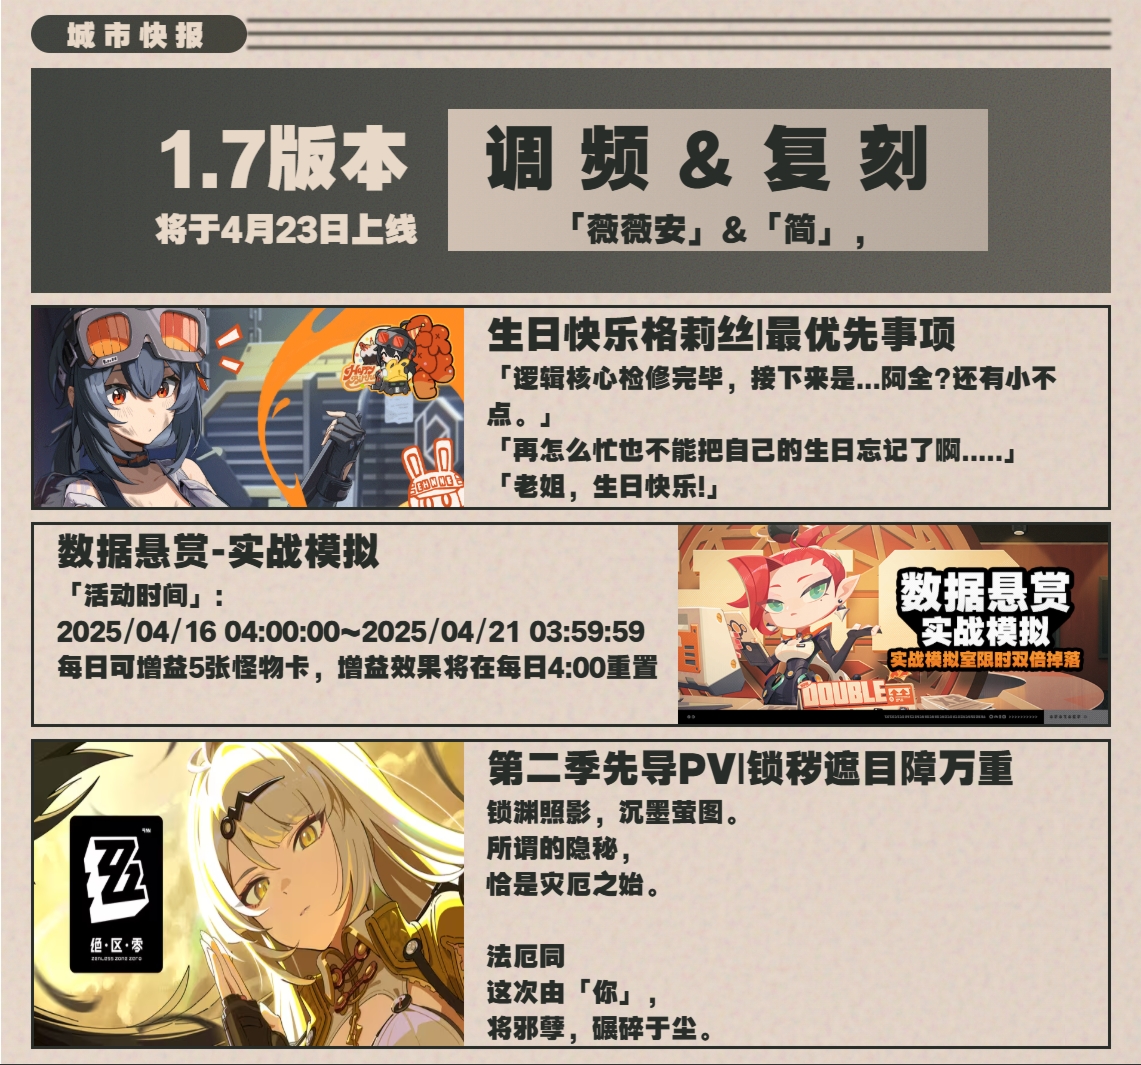 城市快报
1.7版本
将于4月23日上线
调频&复刻
「薇薇安」&「简」,
生日快乐格莉丝|最优先事项
「逻辑核心检修完毕，接下来是...阿全?还有小不
点。」
「再怎么忙也不能把自己的生日忘记了啊.....」
「老姐，生日快乐!」
数据悬赏-实战模拟
「活动时间」:
2025/04/16 04:00:00~2025/04/21 03:59:59
每日可增益5张怪物卡，增益效果将在每日4:00重置
数据悬赏
实战模拟
实战模拟室限时双倍掉落
DOUBLE
第二季先导PV|锁秽遮目障万重
锁渊照影，沉墨萤图。
所谓的隐秘，
恰是灾厄之始。
法厄同
这次由「你」，
将邪孽，碾碎于尘。
绝·区·零
ZENLESS ZONE ZERO